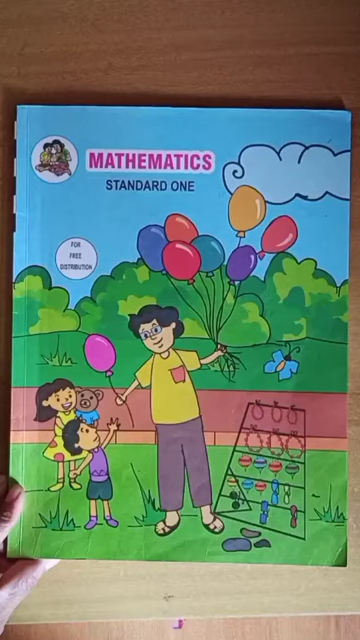 MATHEMATICS
STANDARD ONE
FOR
FREE
DISTRIBUTION